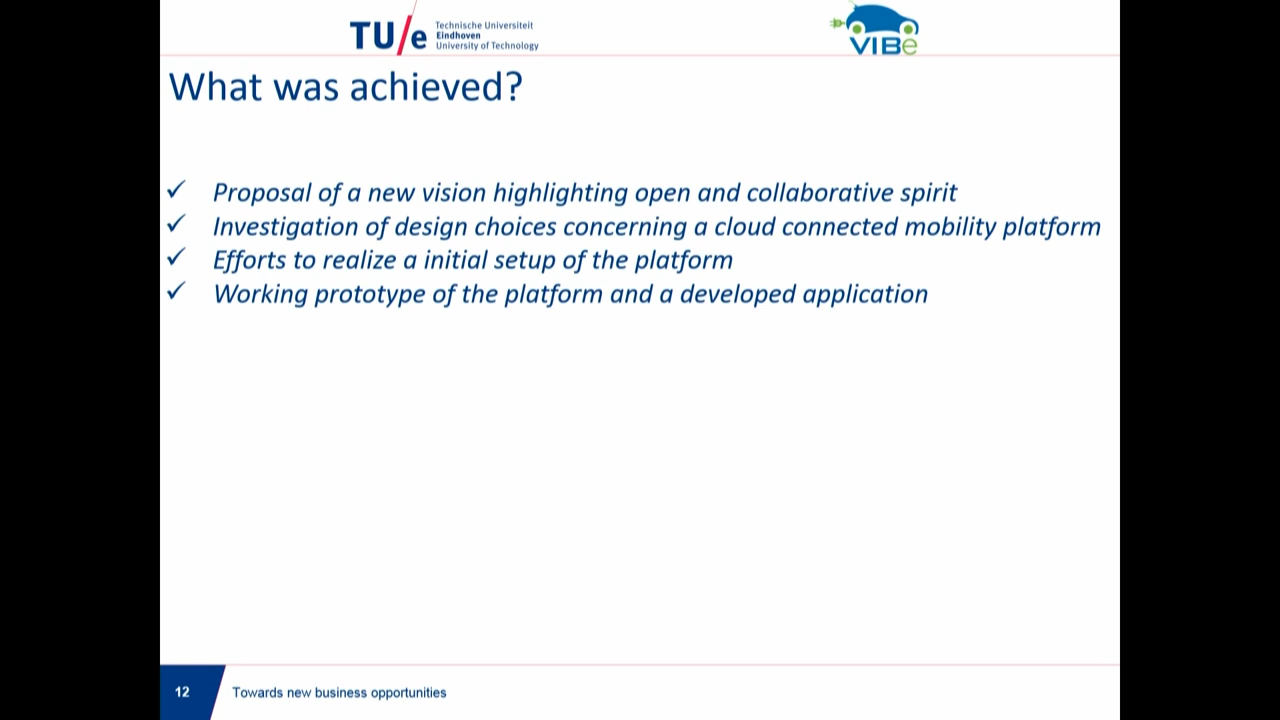 TU/e Technische Universiteit
Eindhoven
University of Technology
VIBe
What was achieved?
✓ Proposal of a new vision highlighting open and collaborative spirit
✓ Investigation of design choices concerning a cloud connected mobility platform
✓ Efforts to realize a initial setup of the platform
✓ Working prototype of the platform and a developed application
12 Towards new business opportunities